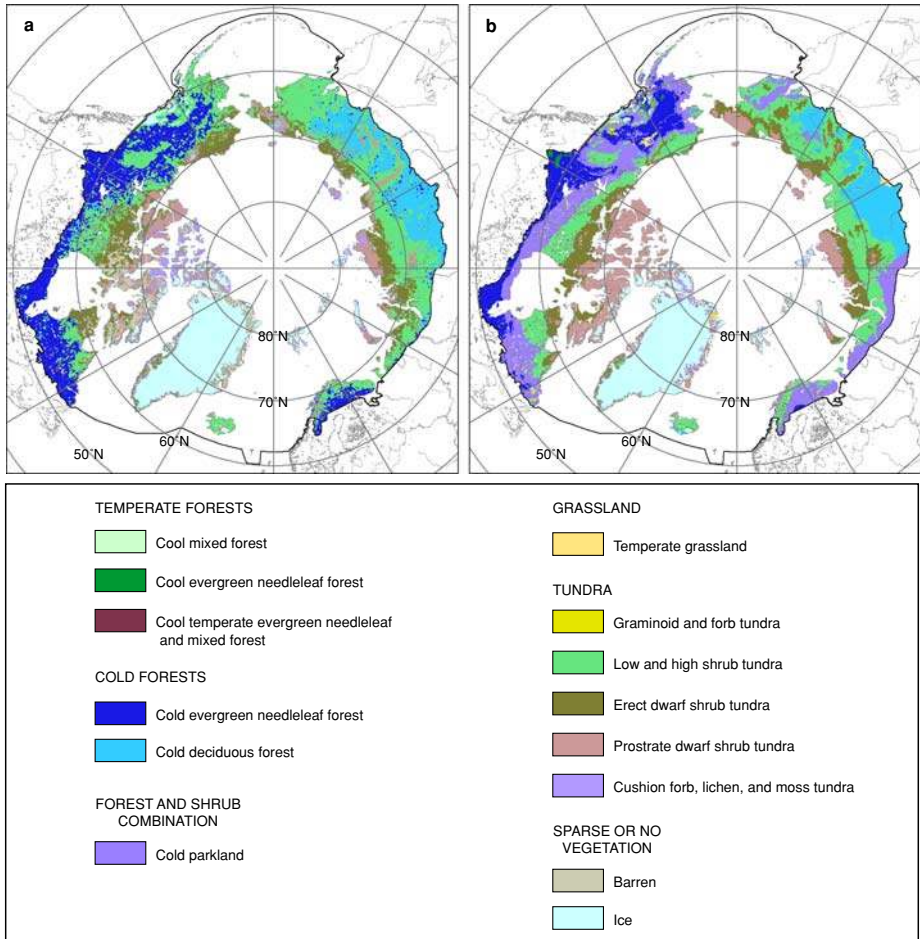 a
80°N
70°N
60°N
50°N
b
80°N
70°N
60°N
50°N
TEMPERATE FORESTS
Cool mixed forest
Cool evergreen needleleaf forest
Cool temperate evergreen needleleaf
and mixed forest
COLD FORESTS
Cold evergreen needleleaf forest
Cold deciduous forest
FOREST AND SHRUB
COMBINATION
Cold parkland
GRASSLAND
Temperate grassland
TUNDRA
Graminoid and forb tundra
Low and high shrub tundra
Erect dwarf shrub tundra
Prostrate dwarf shrub tundra
Cushion forb, lichen, and moss tundra
SPARSE OR NO
VEGETATION
Barren
Ice